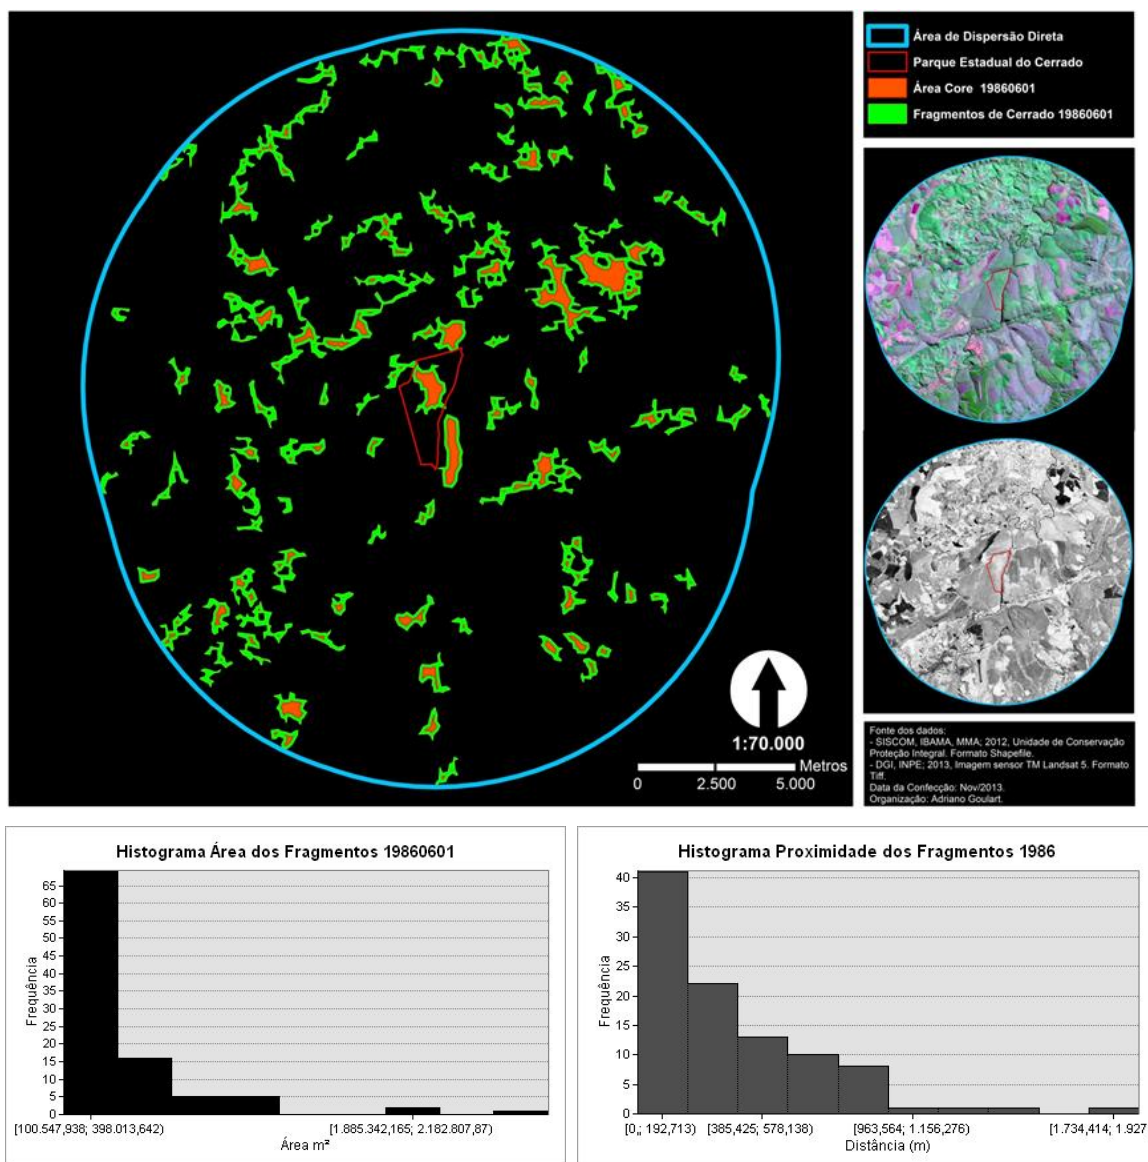 Área de Dispersão Direta
Parque Estadual do Cerrado
Área Core 19860601
Fragmentos de Cerrado 19860601
1:70.000
Metros
0 2.500 5.000
Fonte dos dados:
- SISCOM, IBAMA, MMA; 2012, Unidade de Conservação
Proteção Integral. Formato Shapefile.
- DGI, INPE; 2013, Imagem sensor TM Landsat 5. Formato
Tiff.
Data da Confecção: Nov/2013.
Organização: Adriano Goulart.
Histograma Área dos Fragmentos 19860601
Frequência
65
60
55
50
45
40
35
30
25
20
15
10
5
0
[100.547,938; 398.013,642) [1.885.342,165; 2.182.807,87)
Área m²
Histograma Proximidade dos Fragmentos 1986
Frequência
40
35
30
25
20
15
10
5
0
[0,; 192,713) [385,425; 578,138) [963,564; 1.156,276) [1.734,414; 1.927
Distância (m)